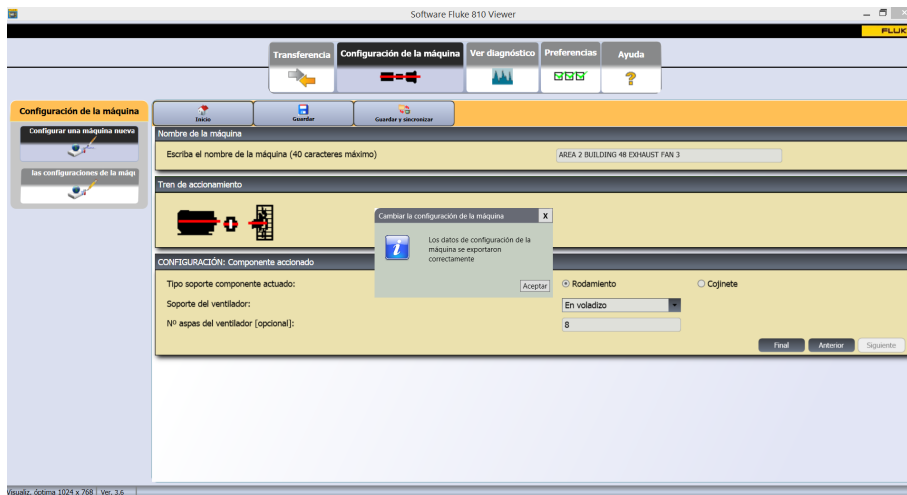 Software Fluke 810 Viewer
Transferencia
Configuración de la máquina
Ver diagnóstico
Preferencias
Ayuda
Configuración de la máquina
Configurar una máquina nueva
las configuraciones de la máqu
Inicio
Guardar
Guardar y sincronizar
Nombre de la máquina
Escriba el nombre de la máquina (40 caracteres máximo)
AREA 2 BUILDING 48 EXHAUST FAN 3
Tren de accionamiento
Cambiar la configuración de la máquina
X
Los datos de configuración de la
máquina se exportaron
correctamente
Aceptar
CONFIGURACIÓN: Componente accionado
Tipo soporte componente actuado:
Rodamiento
Cojinete
Soporte del ventilador:
En voladizo
Nº aspas del ventilador [opcional]:
8
Final
Anterior
Siguiente
Visualiz. óptima 1024 x 768 | Ver. 3.6